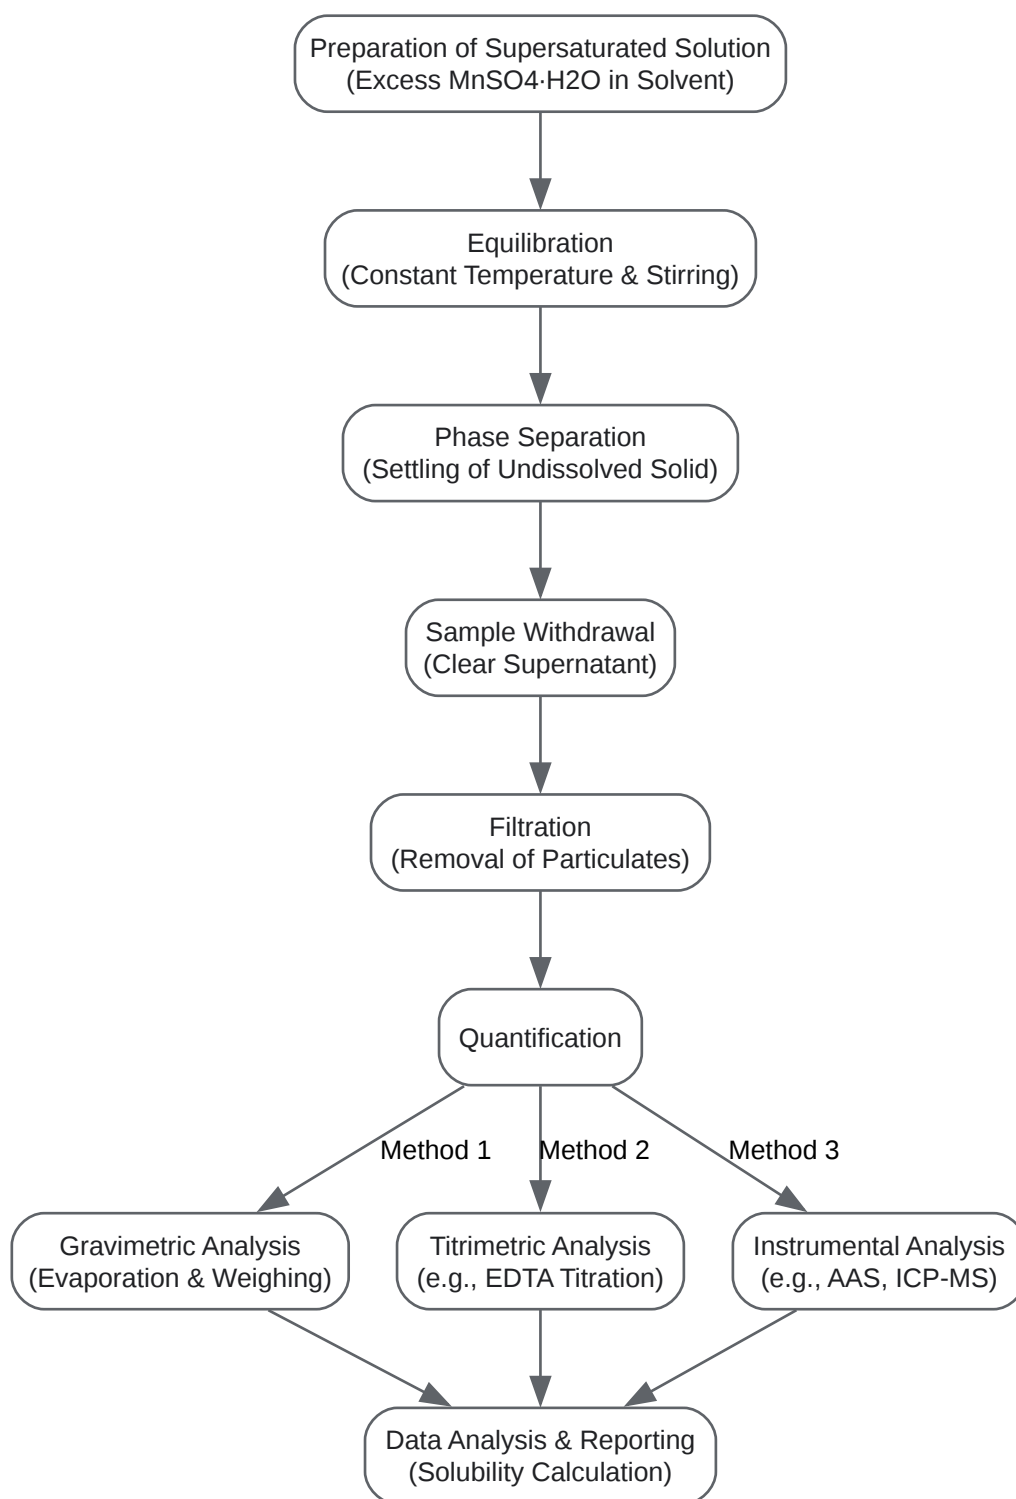 Preparation of Supersaturated Solution
(Excess MnSO4·H2O in Solvent)
Equilibration
(Constant Temperature & Stirring)
Phase Separation
(Settling of Undissolved Solid)
Sample Withdrawal
(Clear Supernatant)
Filtration
(Removal of Particulates)
Quantification
Method 1
Method 2
Method 3
Gravimetric Analysis
(Evaporation & Weighing)
Titrimetric Analysis
(e.g., EDTA Titration)
Instrumental Analysis
(e.g., AAS, ICP-MS)
Data Analysis & Reporting
(Solubility Calculation)